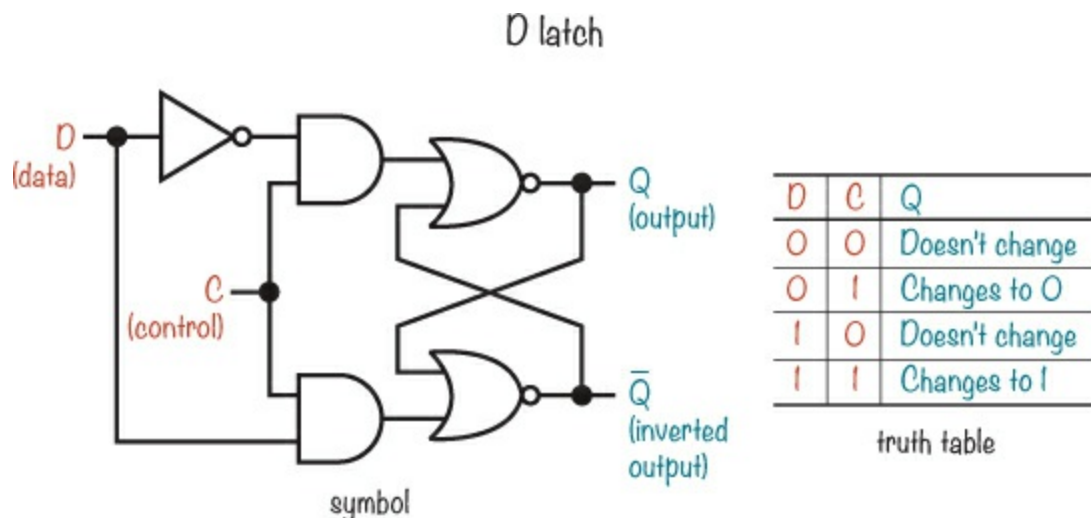 D latch
D
(data)
C
(control)
Q
(output)
Q̅
(inverted
output)
symbol
D C Q
0 0 Doesn't change
0 1 Changes to 0
1 0 Doesn't change
1 1 Changes to 1
truth table